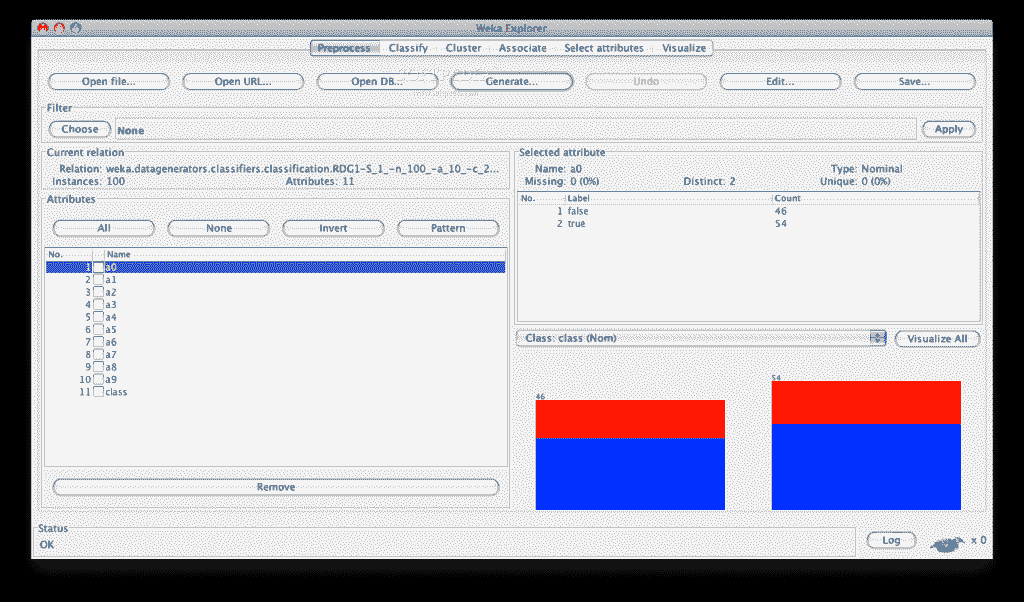 Weka Explorer
Preprocess Classify Cluster Associate Select attributes Visualize
Open file... Open URL... Open DB... Generate... Undo Edit... Save...
Filter
Choose None Apply
Current relation
Relation: weka.datagenerators.classifiers.classification.RDG1-S_1_-n_100_-a_10_-c_2...
Instances: 100 Attributes: 11
Attributes
All None Invert Pattern
No. Name
1 a0
2 a1
3 a2
4 a3
5 a4
6 a5
7 a6
8 a7
9 a8
10 a9
11 class
Remove
Selected attribute
Name: a0 Type: Nominal
Missing: 0 (0%) Distinct: 2 Unique: 0 (0%)
No. Label Count
1 false 46
2 true 54
Class: class (Nom) Visualize All
46
54
Status
OK
Log x 0